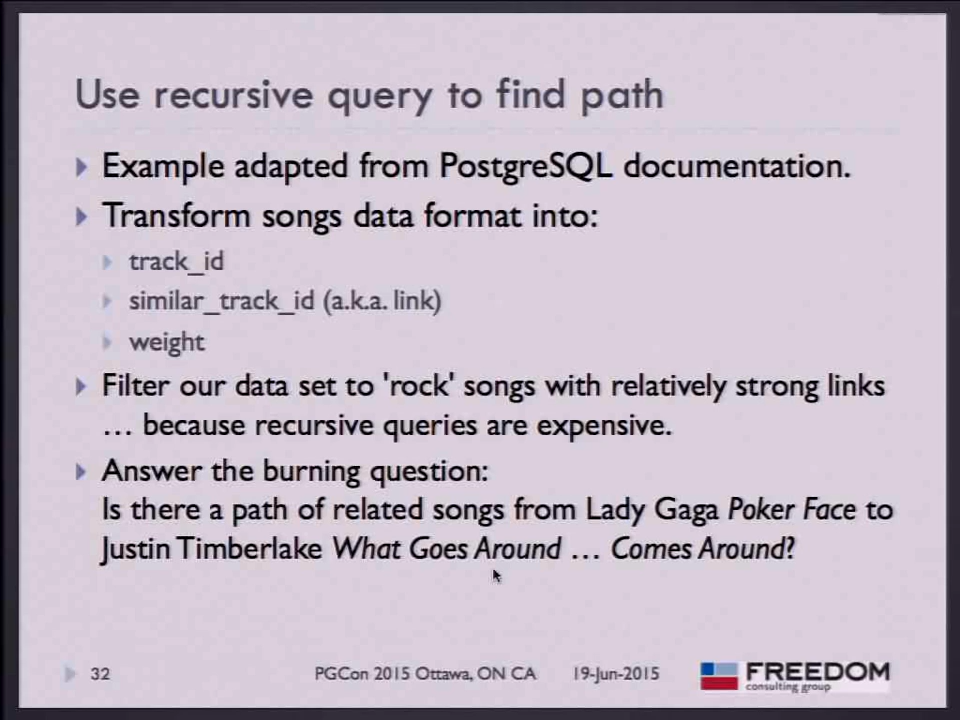 Use recursive query to find path
Example adapted from PostgreSQL documentation.
Transform songs data format into:
track_id
similar_track_id (a.k.a. link)
weight
Filter our data set to 'rock' songs with relatively strong links
… because recursive queries are expensive.
Answer the burning question:
Is there a path of related songs from Lady Gaga Poker Face to
Justin Timberlake What Goes Around … Comes Around?
32 PGCon 2015 Ottawa, ON CA 19-Jun-2015 FREEDOM
consulting group